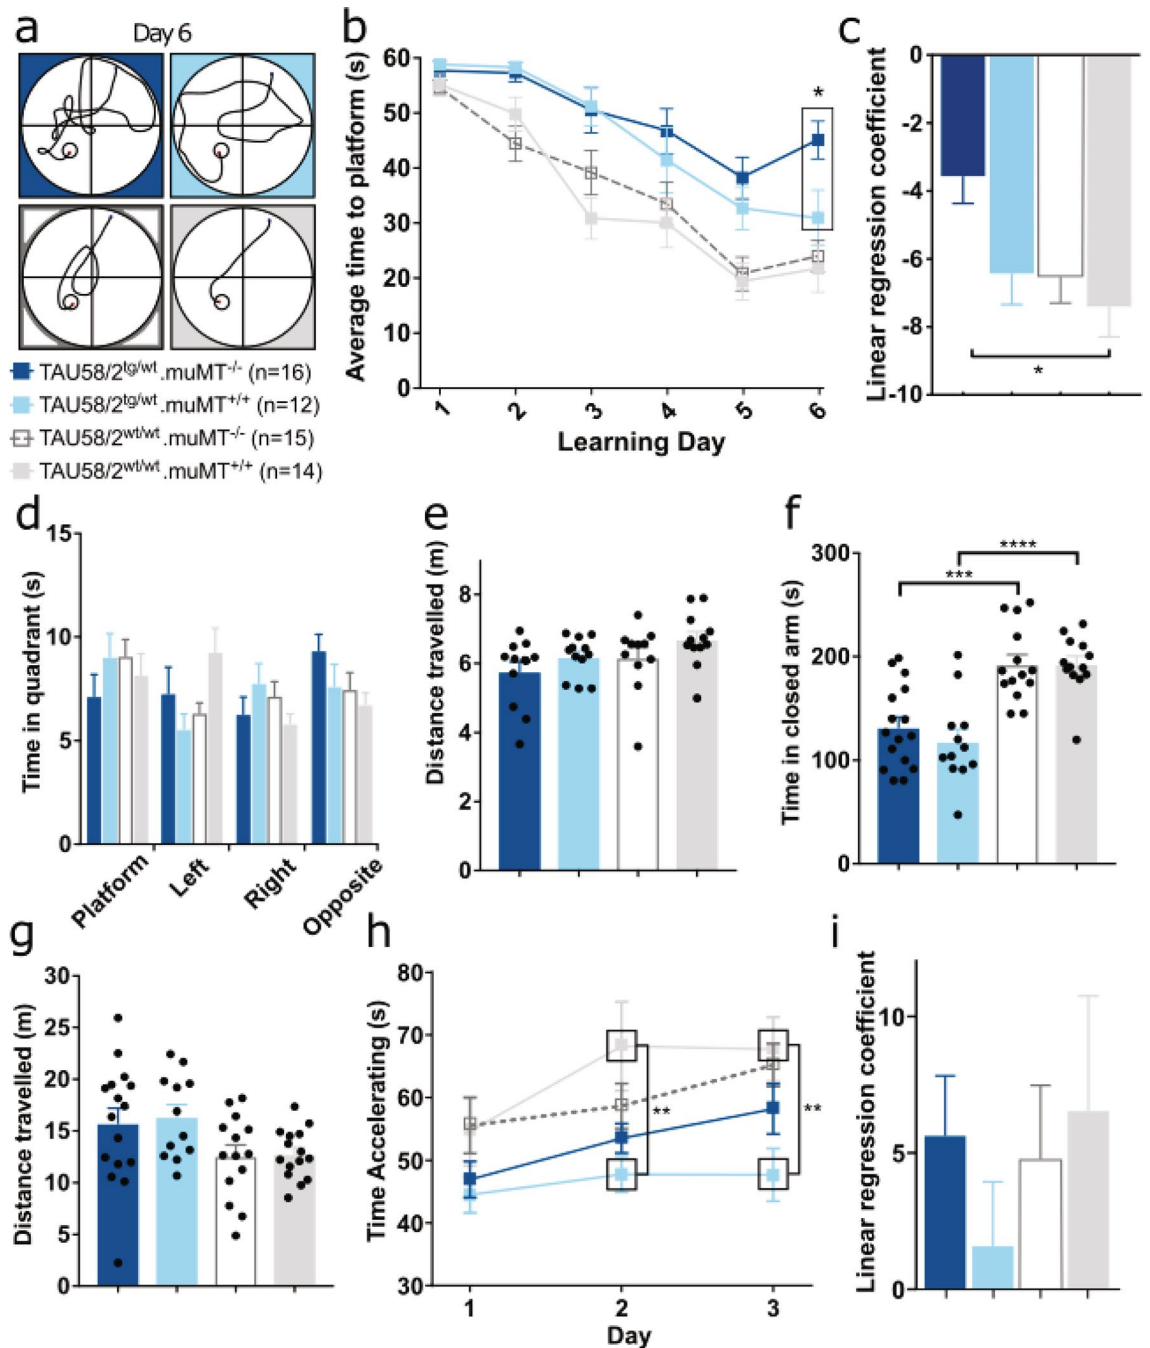 a
Day 6
TAU58/2tg/wt.muMT-/- (n=16)
TAU58/2tg/wt.muMT+/+ (n=12)
TAU58/2wt/wt.muMT-/- (n=15)
TAU58/2wt/wt.muMT+/+ (n=14)
b
Average time to platform (s)
60
50
40
30
20
10
0
*
1 2 3 4 5 6
Learning Day
c
Linear regression coefficient
0
-2
-4
-6
-8
-10
*
d
Time in quadrant (s)
15
10
5
0
Platform Left Right Opposite
e
Distance travelled (m)
8
6
4
2
0
f
Time in closed arm (s)
300
200
100
0
***
****
g
Distance travelled (m)
30
25
20
15
10
5
0
h
Time Accelerating (s)
80
70
60
50
40
30
**
**
1 2 3
Day
i
Linear regression coefficient
10
5
0